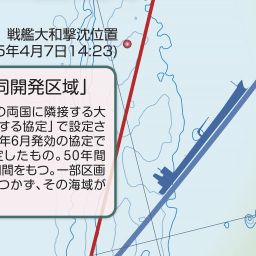 戦艦大和撃沈位置
5年4月7日14:23)
同開発区域」
の両国に隣接する大
する協定」で設定さ
年6月発効の協定で
定したもの。50年間
期間をもつ。一部区画
つかず、その海域が